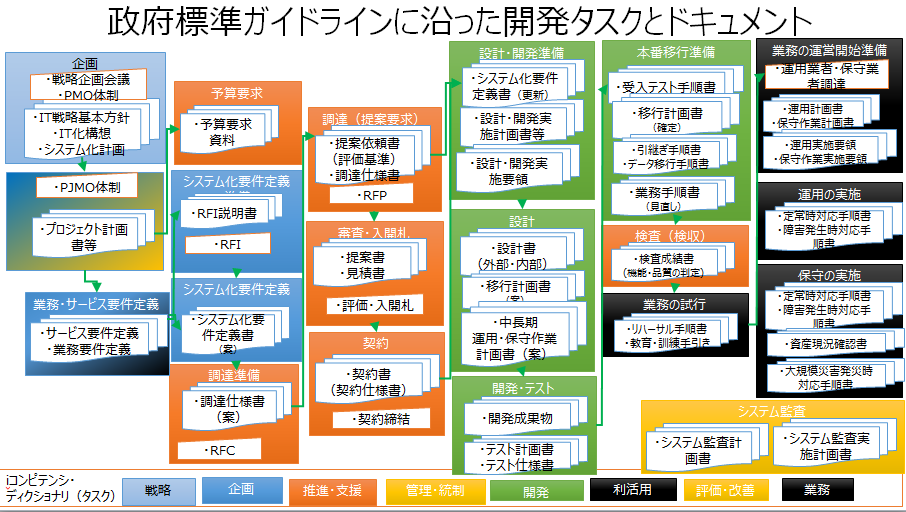 政府標準ガイドラインに沿った開発タスクとドキュメント
企画
・戦略企画会議
・PMO体制
・IT戦略基本方針
・IT化構想
・システム化計画
・PJMO体制
・プロジェクト計画
書等
業務・サービス要件定義
・サービス要件定義
・業務要件定義
予算要求
・予算要求
資料
システム化要件定義
準備
・RFI説明書
・RFI
システム化要件定義
・システム化要
件定義書
（案）
調達準備
・調達仕様書
（案）
・RFC
調達（提案要求）
・提案依頼書
（評価基準）
・調達仕様書
・RFP
審査・入開札
・提案書
・見積書
・評価・入開札
契約
・契約書
（契約仕様書）
・契約締結
設計・開発準備
・システム化要件
定義書（更新）
・設計・開発実
施計画書等
・設計・開発実
施要領
設計
・設計書
（外部・内部）
・移行計画書
（案）
・中長期
運用・保守作業
計画書（案）
開発・テスト
・開発成果物
・テスト計画書
・テスト仕様書
本番移行準備
・受入テスト手順書
・移行計画書
（確定）
・引継ぎ手順書
・データ移行手順書
・業務手順書
（見直し）
検査（検収）
・検査成績書
（機能・品質の判定）
業務の試行
・リハーサル手順書
・教育・訓練手引き
業務の運営開始準備
・運用業者・保守業
者調達
・運用計画書
・保守作業計画書
・運用実施要領
・保守作業実施要領
運用の実施
・定常時対応手順書
・障害発生時対応手
順書
保守の実施
・定常時対応手順書
・障害発生時対応手
順書
・資産現況確認書
・大規模災害発災時
対応手順書
システム監査
・システム監査計
画書
・システム監査実
施計画書
iコンピテンシ・
ディクショナリ（タスク）
戦略
企画
推進・支援
管理・統制
開発
利活用
評価・改善
業務